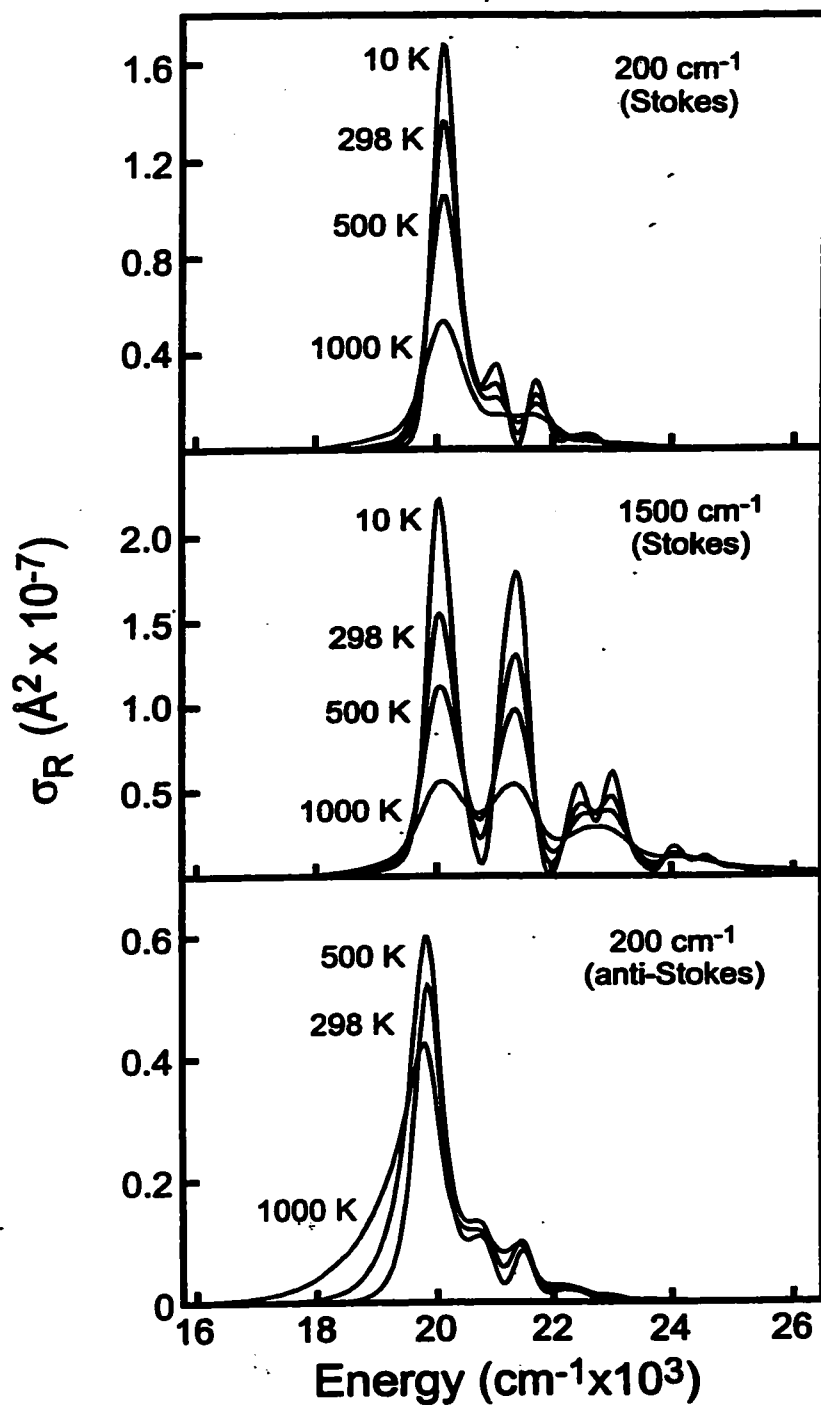 1.6
1.2
0.8
0.4
10 K
298 K
500 K
1000 K
200 cm⁻¹
(Stokes)
2.0
1.5
1.0
0.5
10 K
298 K
500 K
1000 K
1500 cm⁻¹
(Stokes)
0.6
0.4
0.2
0
500 K
298 K
1000 K
200 cm⁻¹
(anti-Stokes)
σR (Å² x 10⁻⁷)
16 18 20 22 24 26
Energy (cm⁻¹x10³)